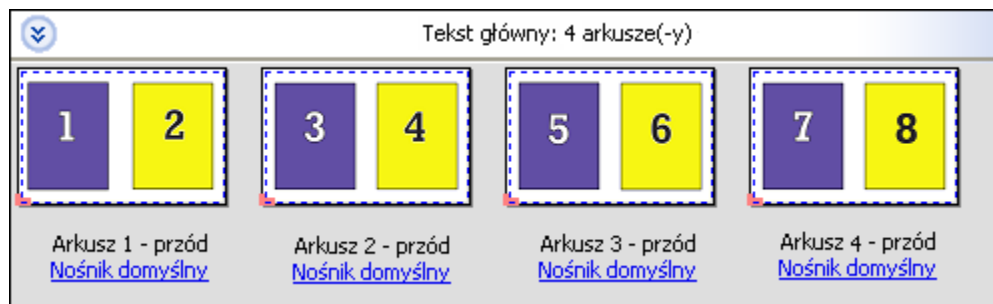 Tekst główny: 4 arkusze(-y)
1 2 3 4 5 6 7 8
Arkusz 1 - przód Arkusz 2 - przód Arkusz 3 - przód Arkusz 4 - przód
Nośnik domyślny Nośnik domyślny Nośnik domyślny Nośnik domyślny